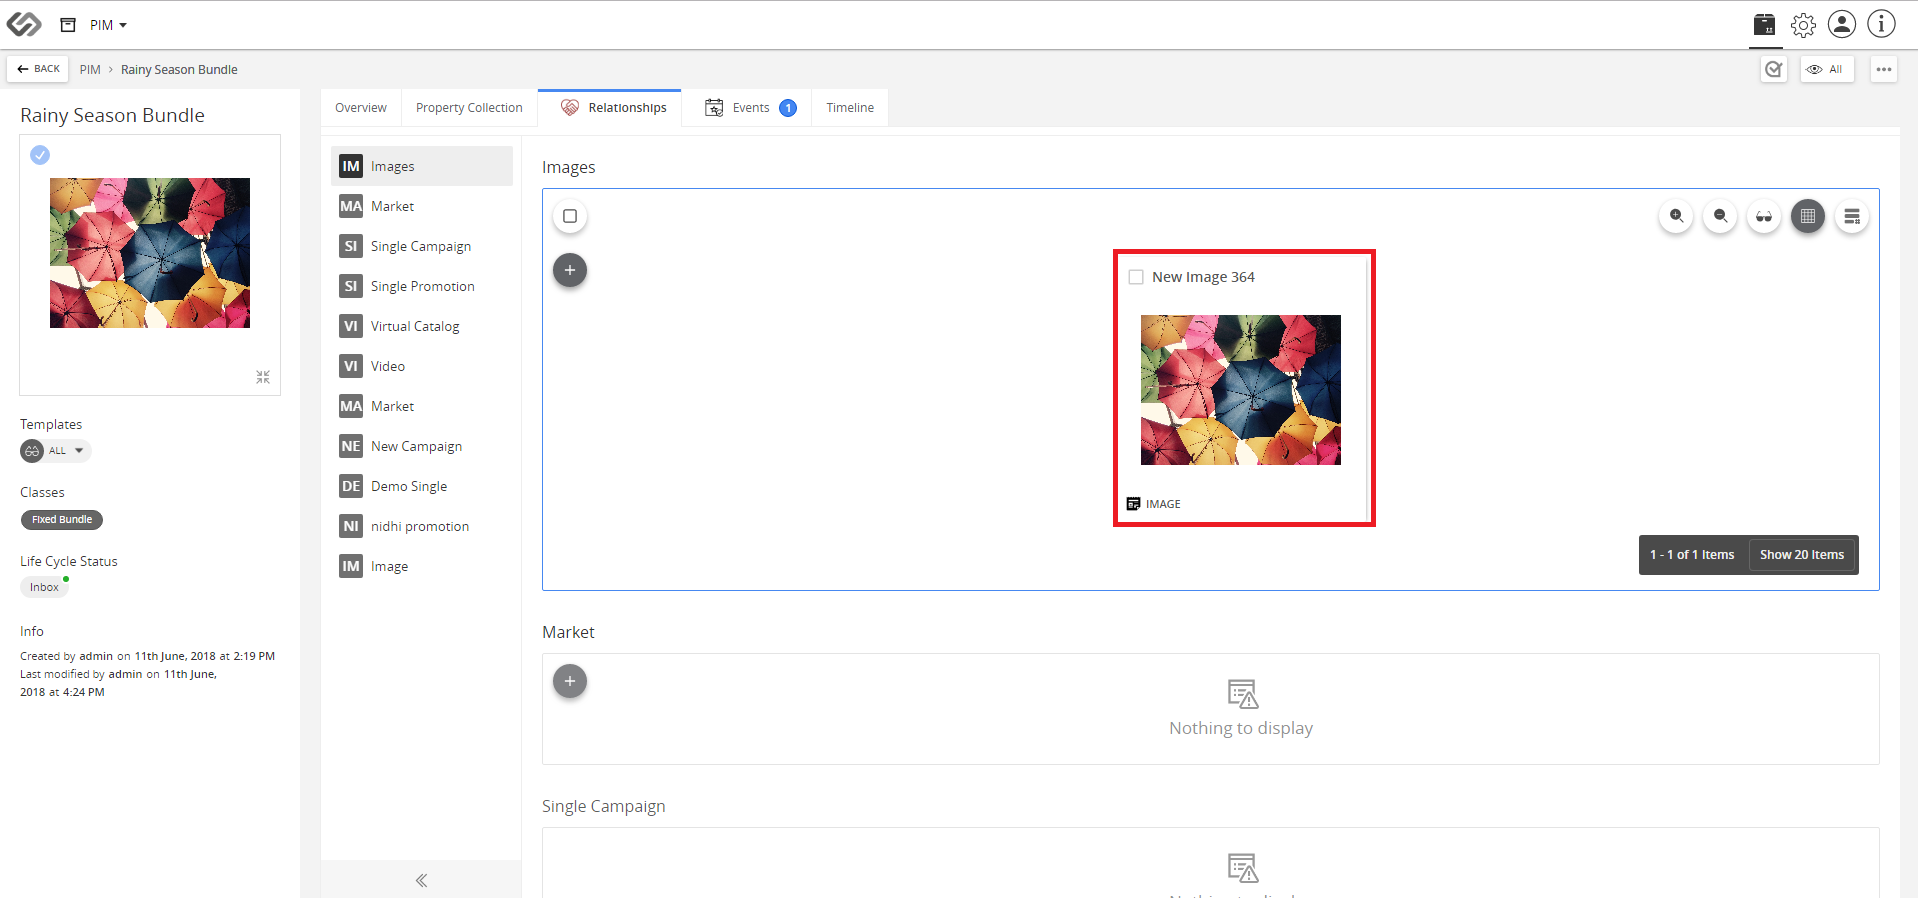 PIM
BACK
PIM › Rainy Season Bundle
All
Rainy Season Bundle
Templates
ALL
Classes
Fixed Bundle
Life Cycle Status
Inbox
Info
Created by admin on 11th June, 2018 at 2:19 PM
Last modified by admin on 11th June,
2018 at 4:24 PM
Overview
Property Collection
Relationships
Events 1
Timeline
IM Images
MA Market
SI Single Campaign
SI Single Promotion
VI Virtual Catalog
VI Video
MA Market
NE New Campaign
DE Demo Single
NI nidhi promotion
IM Image
Images
New Image 364
IMAGE
1 - 1 of 1 Items
Show 20 Items
Market
Nothing to display
Single Campaign